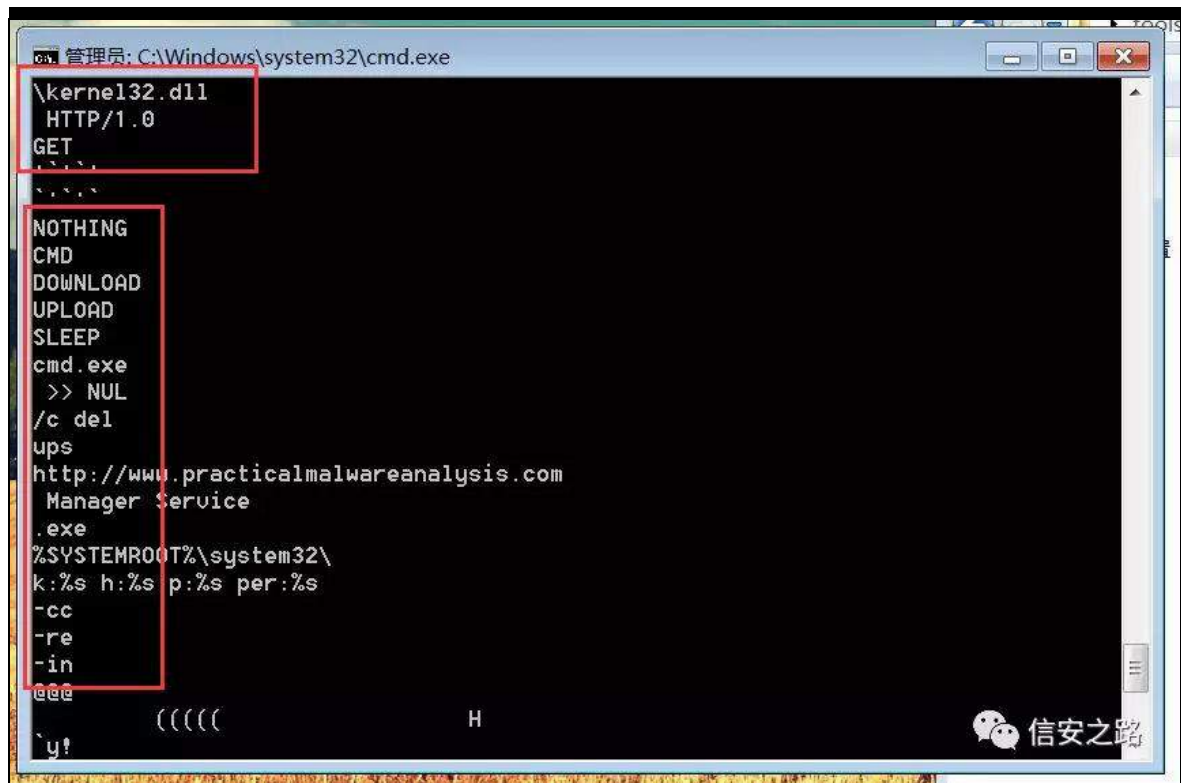 tools
管理员: C:\Windows\system32\cmd.exe
\kernel32.dll
 HTTP/1.0
GET
'`'`'
`'`'`
NOTHING
CMD
DOWNLOAD
UPLOAD
SLEEP
cmd.exe
 >> NUL
/c del
ups
http://www.practicalmalwareanalysis.com
 Manager Service
.exe
%SYSTEMROOT%\system32\
k:%s h:%s p:%s per:%s
-cc
-re
-in
@@@
(((((                  H
`y!
信安之路